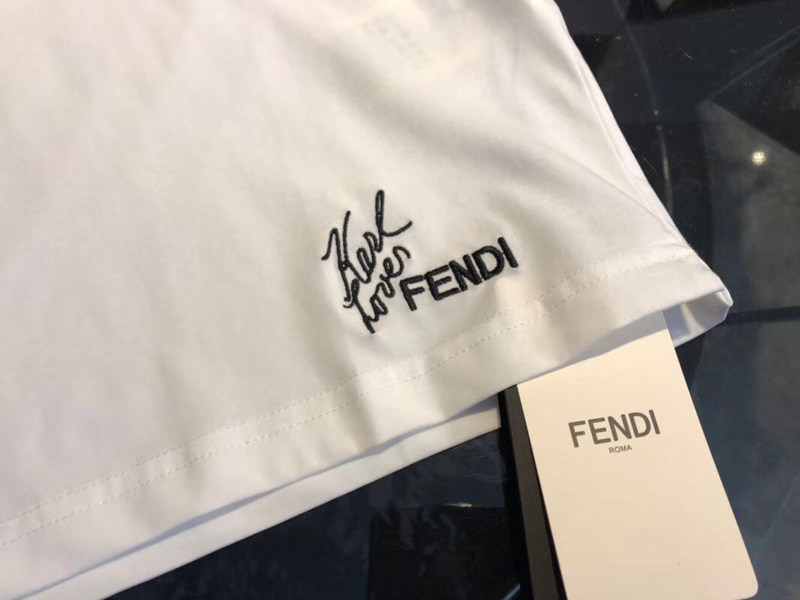 Karl
Loves
FENDI
FENDI
ROMA